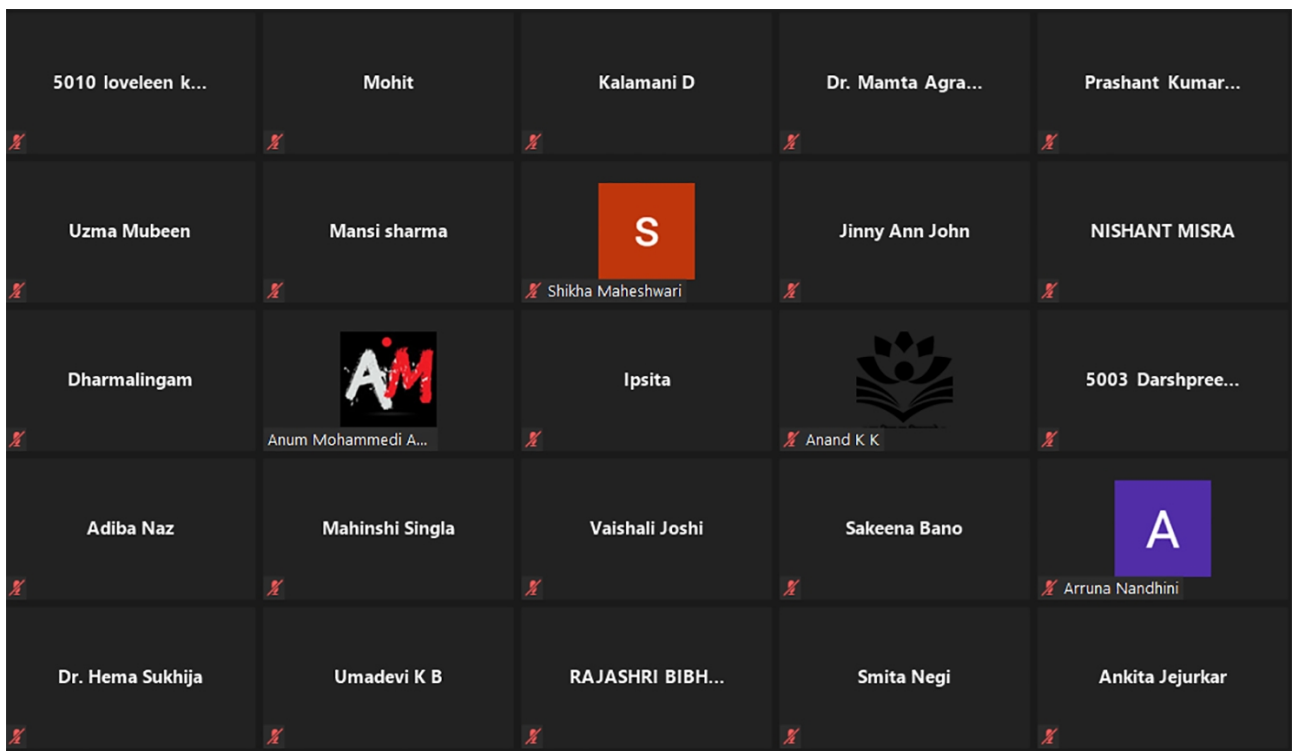 5010 loveleen k...
Mohit
Kalamani D
Dr. Mamta Agra...
Prashant Kumar...
Uzma Mubeen
Mansi sharma
S
Shikha Maheshwari
Jinny Ann John
NISHANT MISRA
Dharmalingam
AM
Anum Mohammedi A...
Ipsita
Anand K K
5003 Darshpree...
Adiba Naz
Mahinshi Singla
Vaishali Joshi
Sakeena Bano
A
Arruna Nandhini
Dr. Hema Sukhija
Umadevi K B
RAJASHRI BIBH...
Smita Negi
Ankita Jejurkar